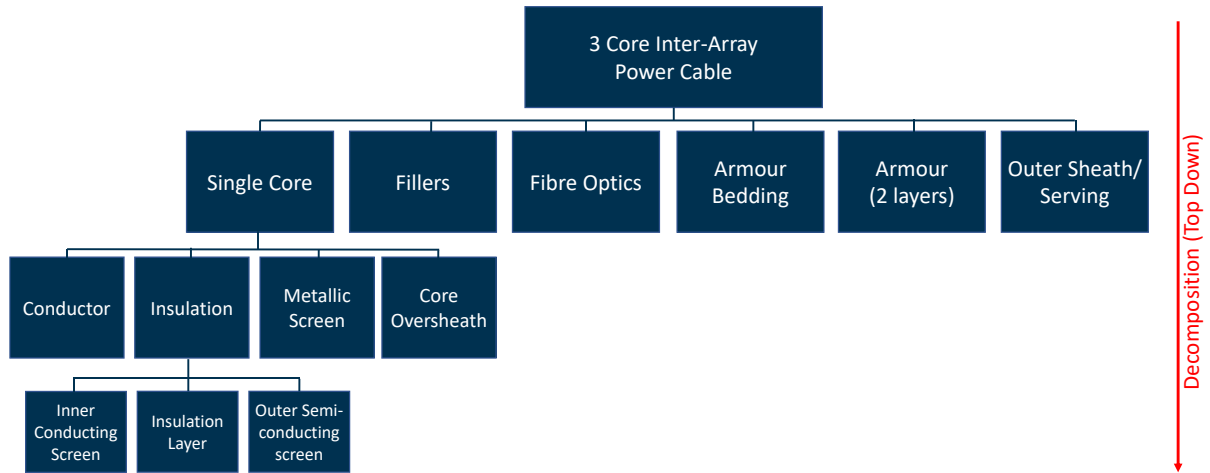 3 Core Inter-Array
Power Cable
Single Core
Fillers
Fibre Optics
Armour
Bedding
Armour
(2 layers)
Outer Sheath/
Serving
Conductor
Insulation
Metallic
Screen
Core
Oversheath
Inner
Conducting
Screen
Insulation
Layer
Outer Semi-
conducting
screen
Decomposition (Top Down)